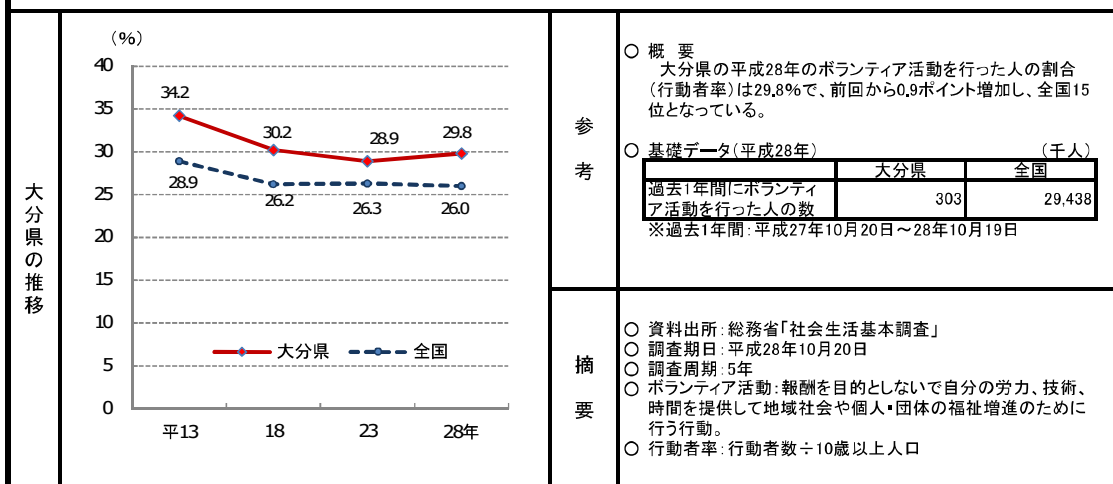 大分県の推移
（%）
40
35
30
25
20
15
10
5
0
34.2
30.2
28.9
29.8
28.9
26.2
26.3
26.0
大分県
全国
平13
18
23
28年
参考
○ 概 要
大分県の平成28年のボランティア活動を行った人の割合
（行動者率）は29.8%で、前回から0.9ポイント増加し、全国15
位となっている。
○ 基礎データ（平成28年） （千人）
大分県 全国
過去1年間にボランティ
ア活動を行った人の数 303 29,438
※過去1年間：平成27年10月20日～28年10月19日
摘要
○ 資料出所：総務省「社会生活基本調査」
○ 調査期日：平成28年10月20日
○ 調査周期：5年
○ ボランティア活動：報酬を目的としないで自分の労力、技術、
時間を提供して地域社会や個人・団体の福祉増進のために
行う行動。
○ 行動者率：行動者数÷10歳以上人口